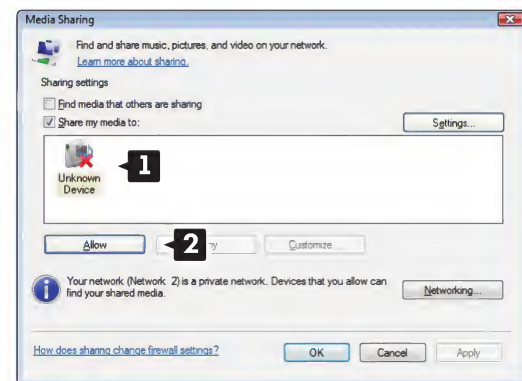 Media Sharing
Find and share music, pictures, and video on your network.
Learn more about sharing.
Sharing settings
Find media that others are sharing
Share my media to:
Settings...
1
Unknown
Device
Allow
2
Customize...
Your network (Network 2) is a private network. Devices that you allow can
find your shared media.
Networking...
How does sharing change firewall settings?
OK
Cancel
Apply